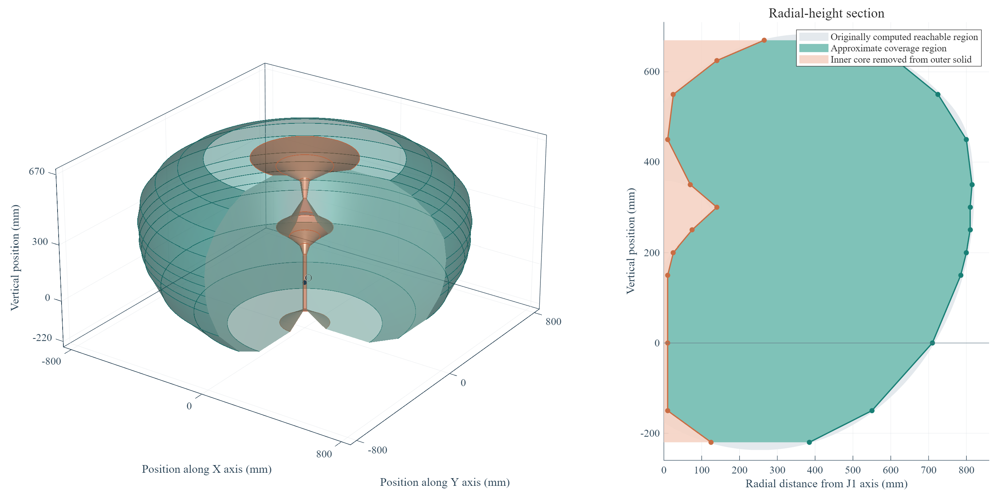 670
300
0
-220
Vertical position (mm)
O
-800
0
800
Position along X axis (mm)
-800
0
800
Position along Y axis (mm)
Radial-height section
Originally computed reachable region
Approximate coverage region
Inner core removed from outer solid
600
400
200
0
-200
Vertical position (mm)
0 100 200 300 400 500 600 700 800
Radial distance from J1 axis (mm)